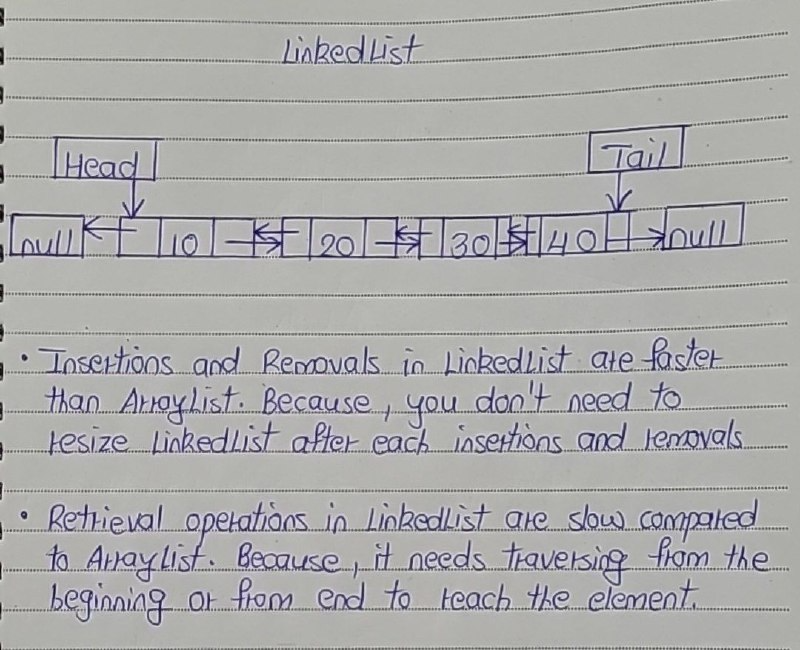 LinkedList
Head Tail
null 10 20 30 40 null
• Insertions and Removals in LinkedList are faster
than ArrayList. Because, you don't need to
resize LinkedList after each insertions and removals
• Retrieval operations in LinkedList are slow compared
to ArrayList. Because, it needs traversing from the
beginning or from end to reach the element.